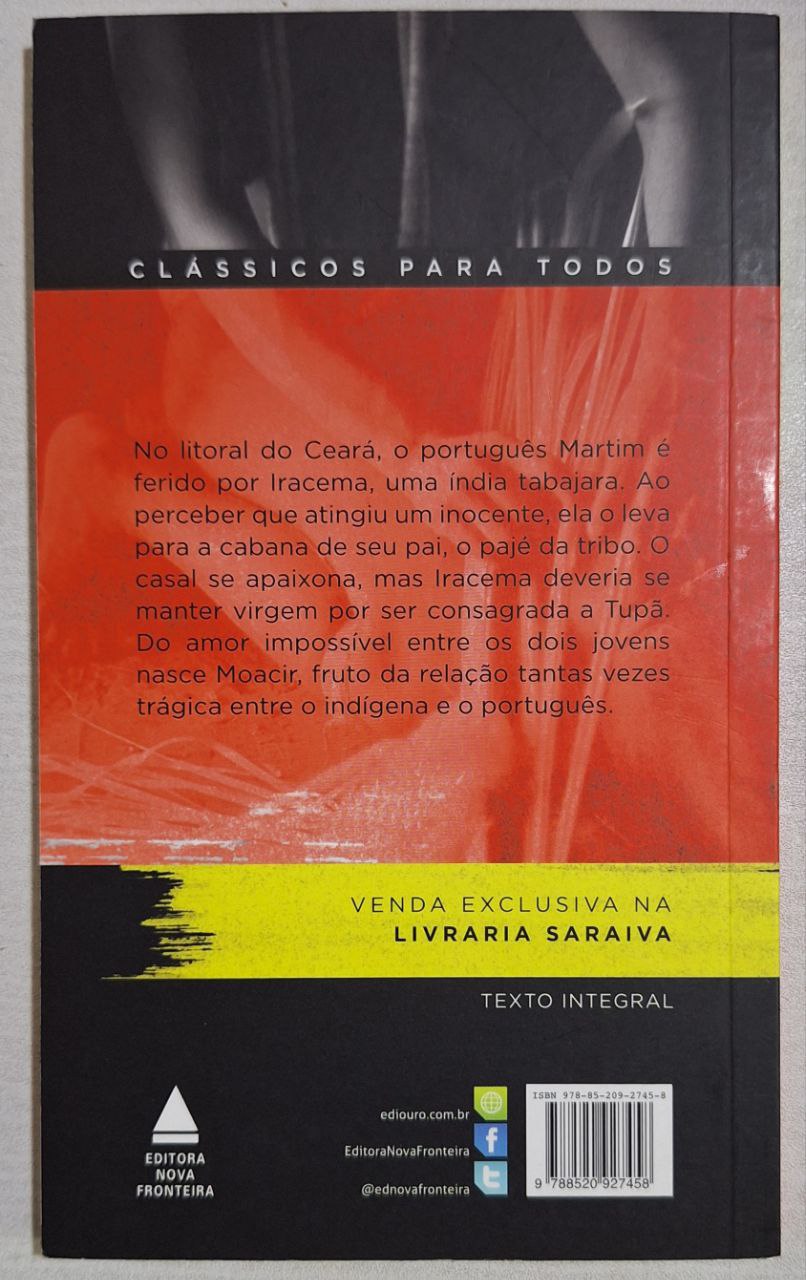 CLÁSSICOS PARA TODOS
No litoral do Ceará, o português Martim é
ferido por Iracema, uma índia tabajara. Ao
perceber que atingiu um inocente, ela o leva
para a cabana de seu pai, o pajé da tribo. O
casal se apaixona, mas Iracema deveria se
manter virgem por ser consagrada a Tupã.
Do amor impossível entre os dois jovens
nasce Moacir, fruto da relação tantas vezes
trágica entre o indígena e o português.
VENDA EXCLUSIVA NA
LIVRARIA SARAIVA
TEXTO INTEGRAL
EDITORA
NOVA
FRONTEIRA
ediouro.com.br
EditoraNovaFronteira
@ednovafronteira
ISBN 978-85-209-2745-8
9 788520 927458